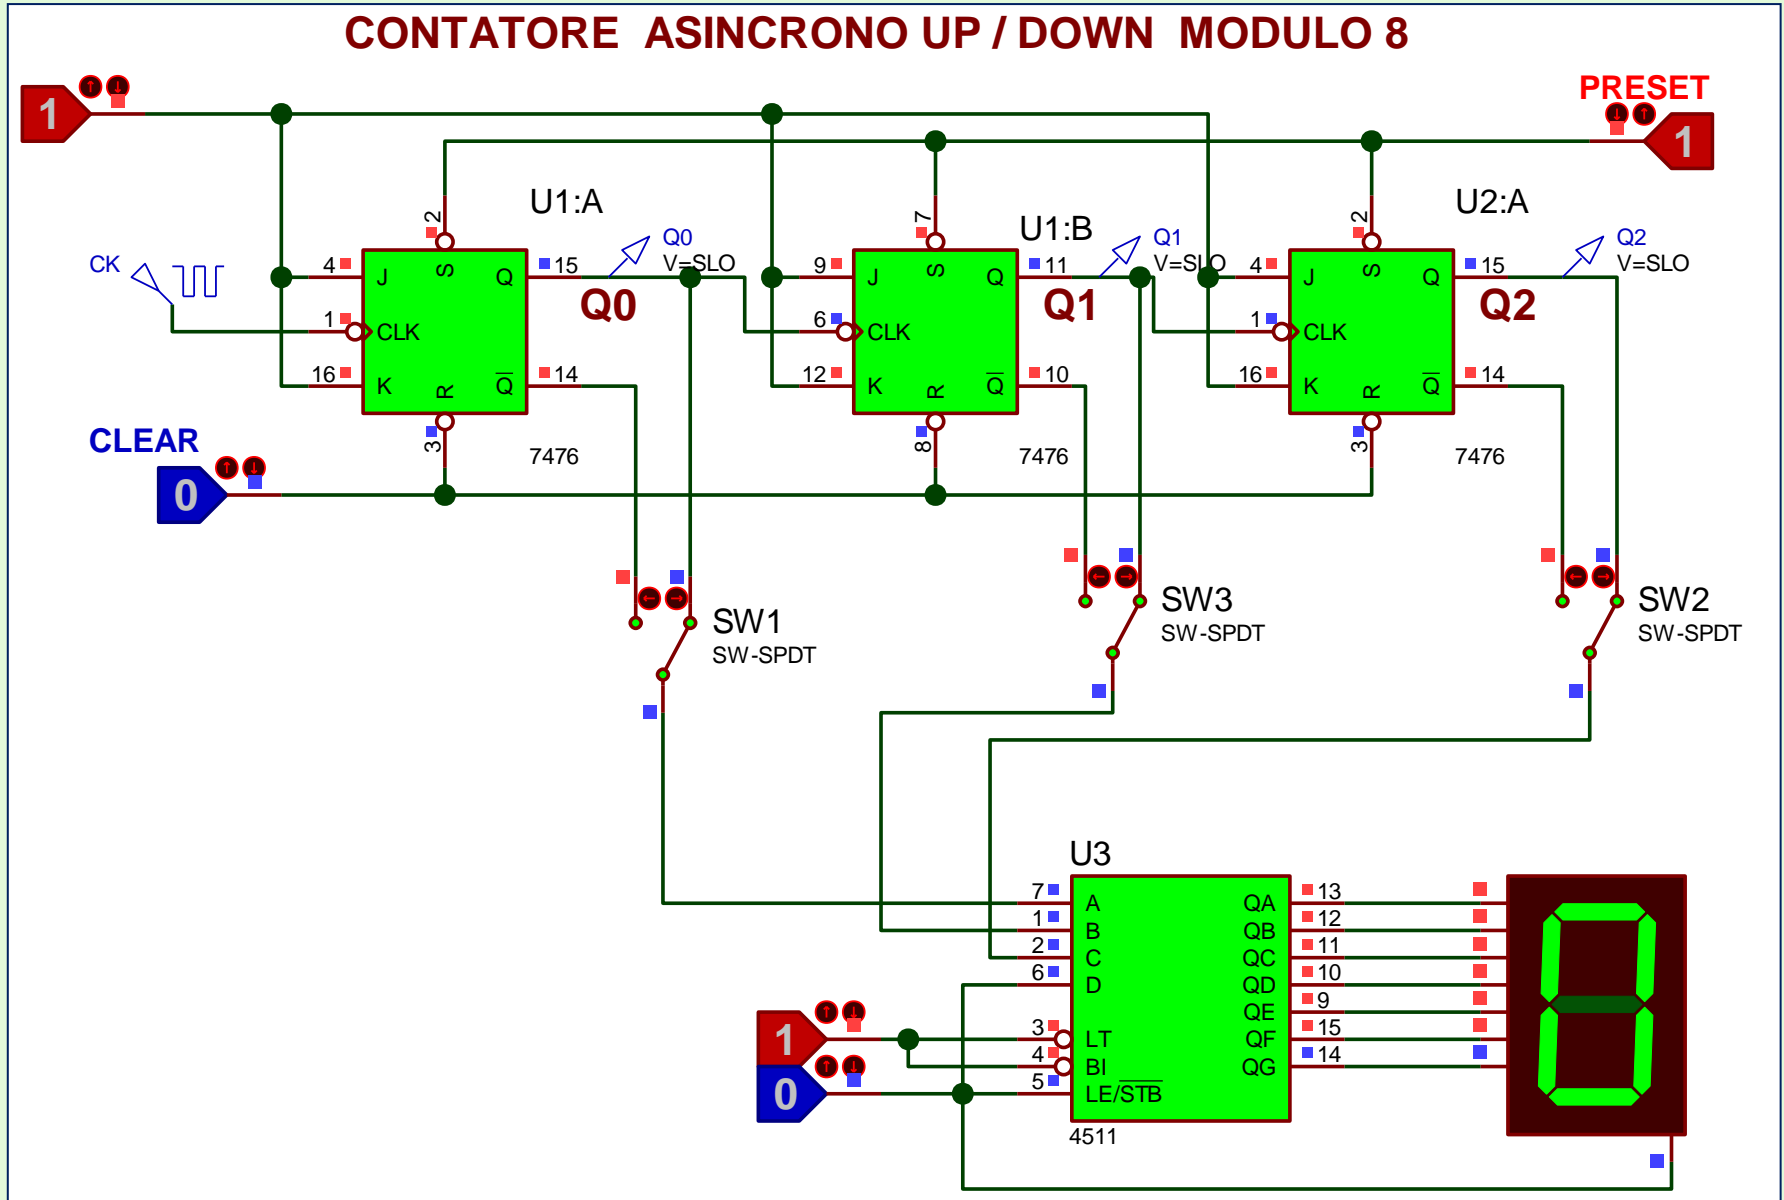 CONTATORE ASINCRONO UP / DOWN MODULO 8
1
PRESET
1
U1:A
U1:B
U2:A
CK
2
7
2
Q0
V=SLO
Q1
V=SLO
Q2
V=SLO
4 J S Q 15
9 J S Q 11
4 J S Q 15
Q0
Q1
Q2
1 CLK
6 CLK
1 CLK
16 K R Q 14
12 K R Q 10
16 K R Q 14
3
8
3
7476
7476
7476
CLEAR
0
SW1
SW-SPDT
SW3
SW-SPDT
SW2
SW-SPDT
U3
7 A QA 13
1 B QB 12
2 C QC 11
6 D QD 10
QE 9
1
3 LT QF 15
4 BI QG 14
0
5 LE/STB
4511
0